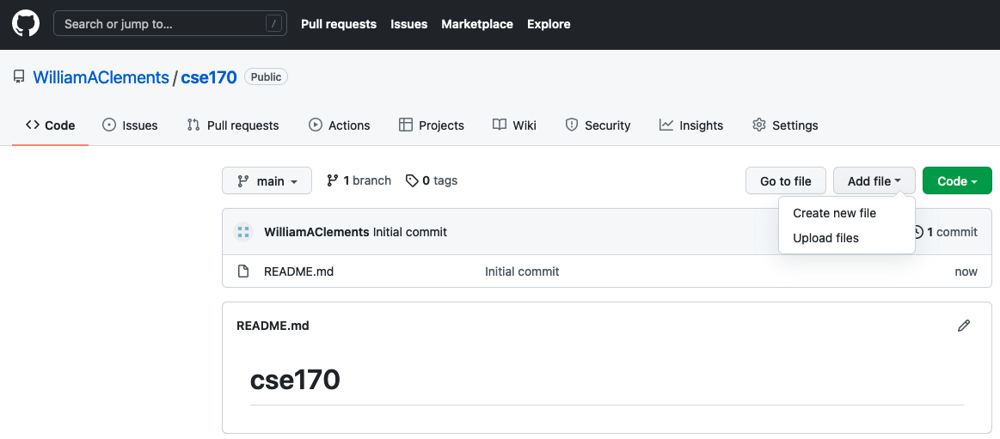 Search or jump to... /
Pull requests Issues Marketplace Explore
WilliamAClements / cse170 Public
Code Issues Pull requests Actions Projects Wiki Security Insights Settings
main 1 branch 0 tags Go to file Add file Code
Create new file
Upload files
WilliamAClements Initial commit 1 commit
README.md Initial commit now
README.md
cse170